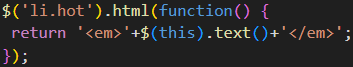 $('li.hot').html(function() {
 return '<em>'+$(this).text()+'</em>';
});